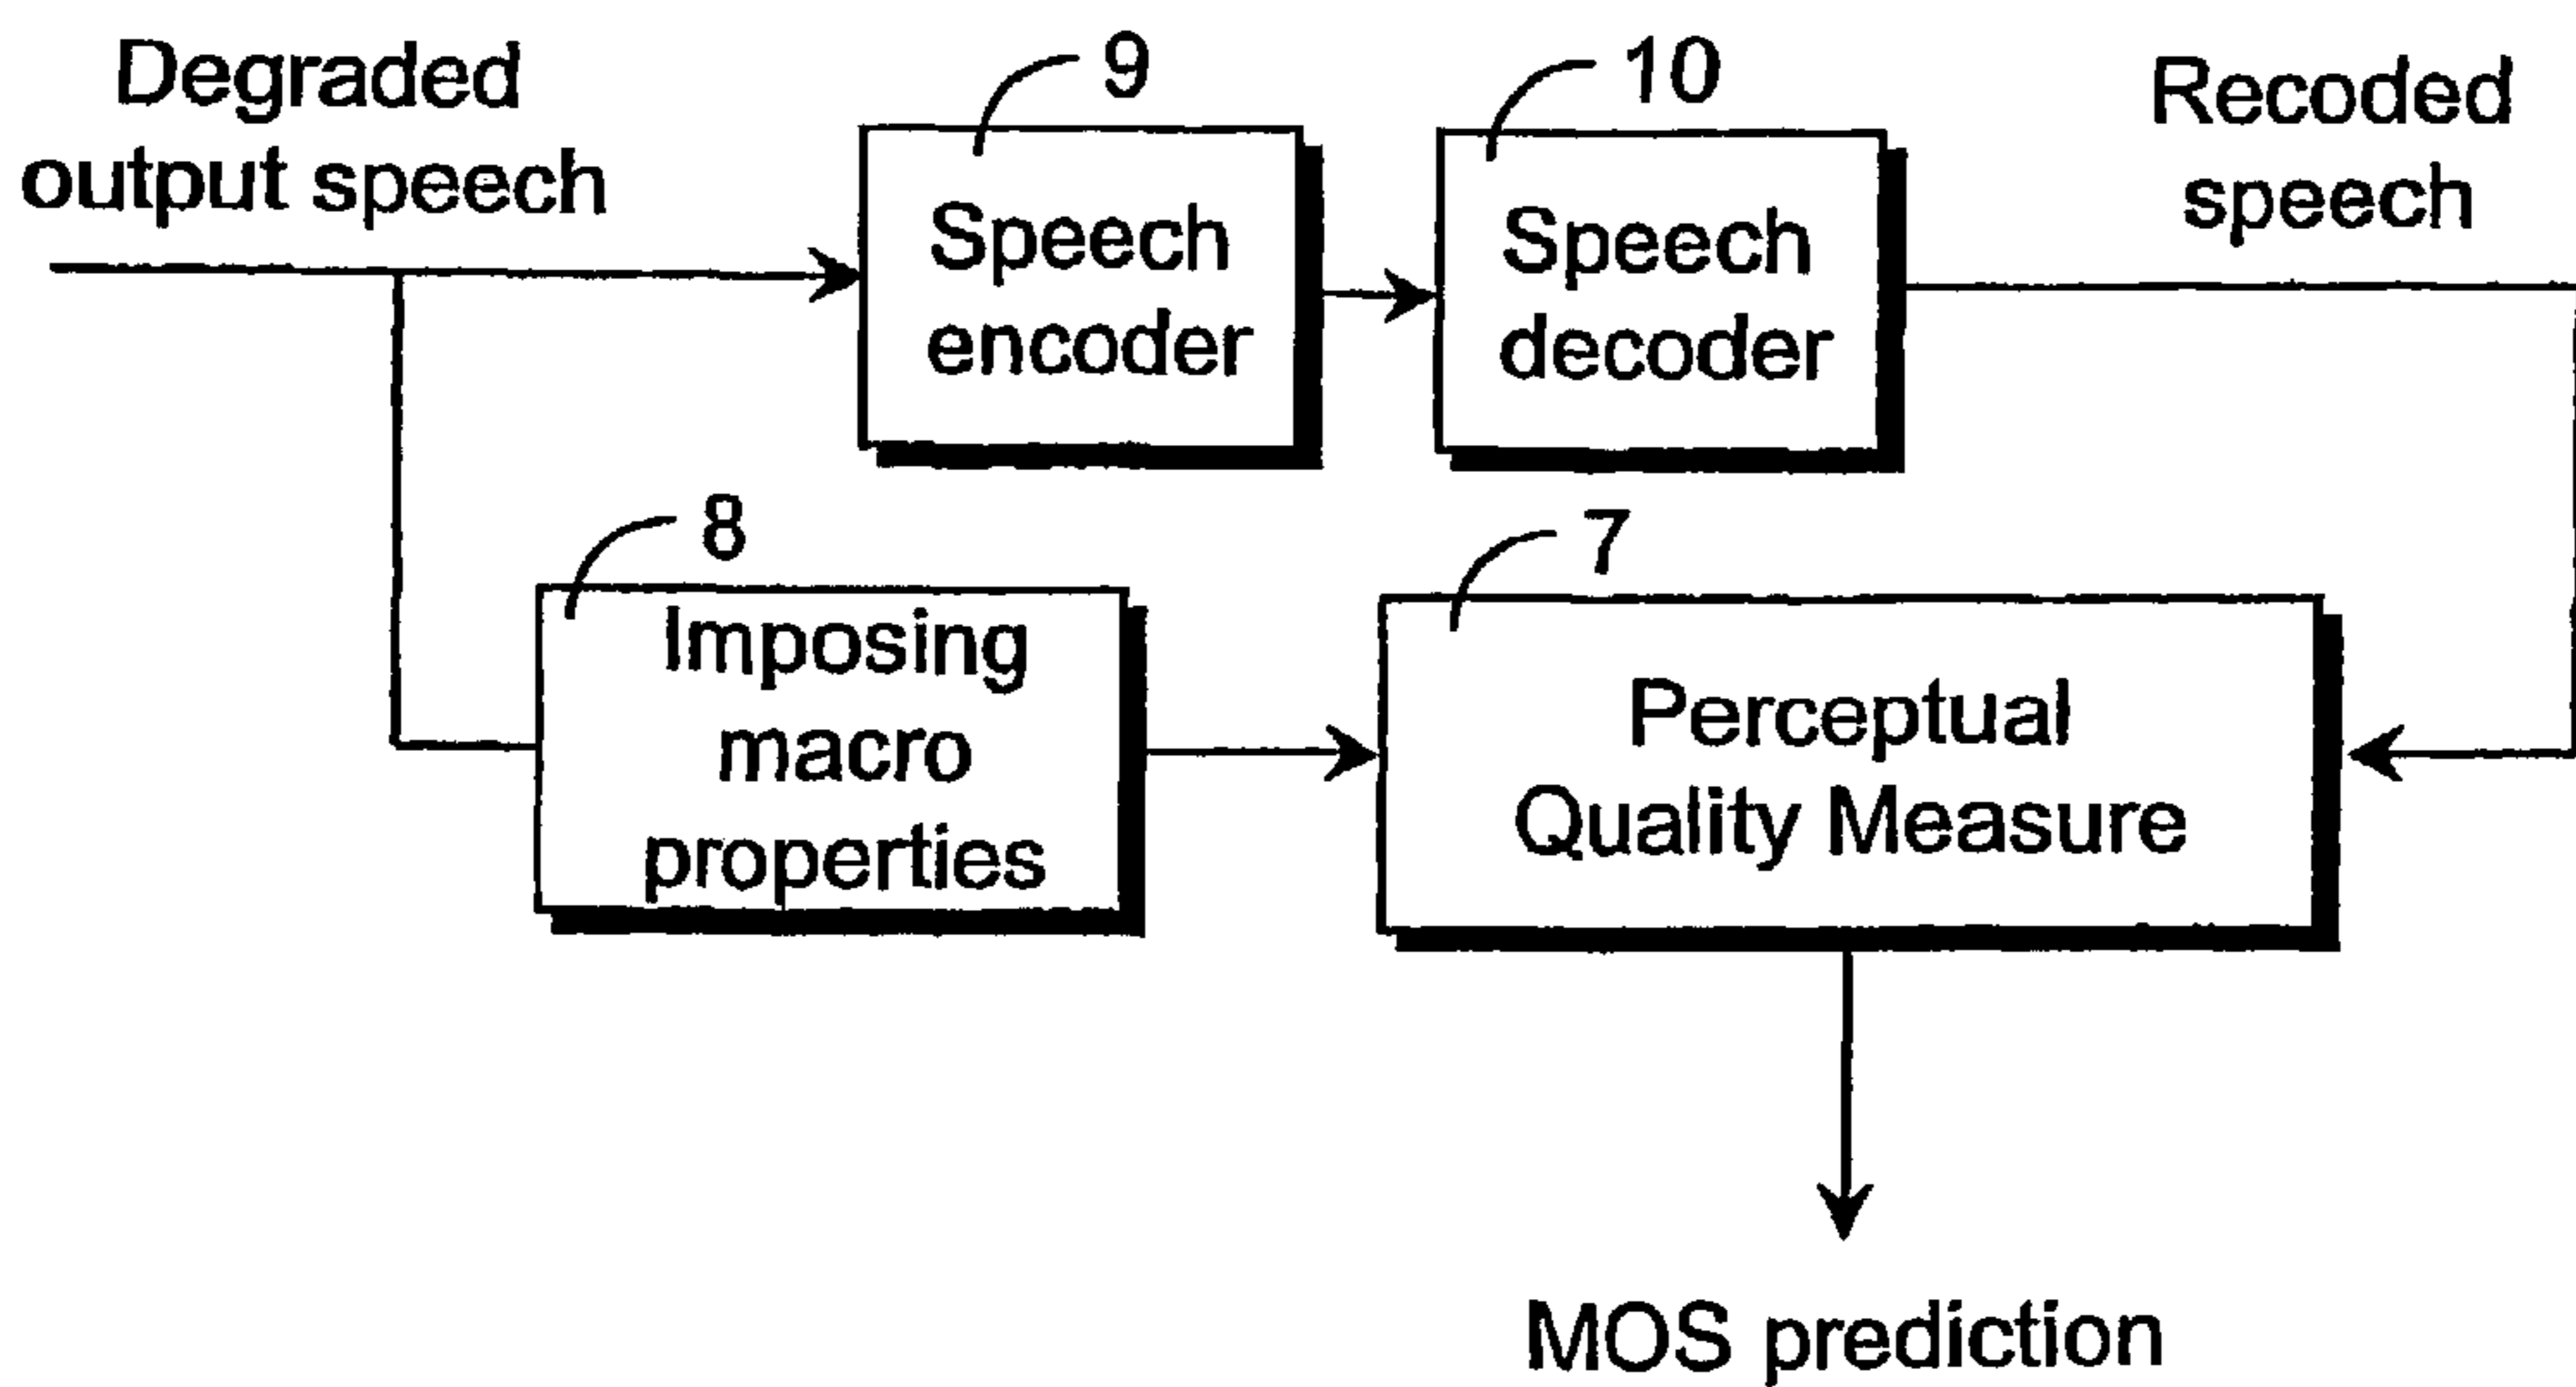 Degraded
output speech
9
Speech
encoder
10
Speech
decoder
Recoded
speech
8
Imposing
macro
properties
7
Perceptual
Quality Measure
MOS prediction